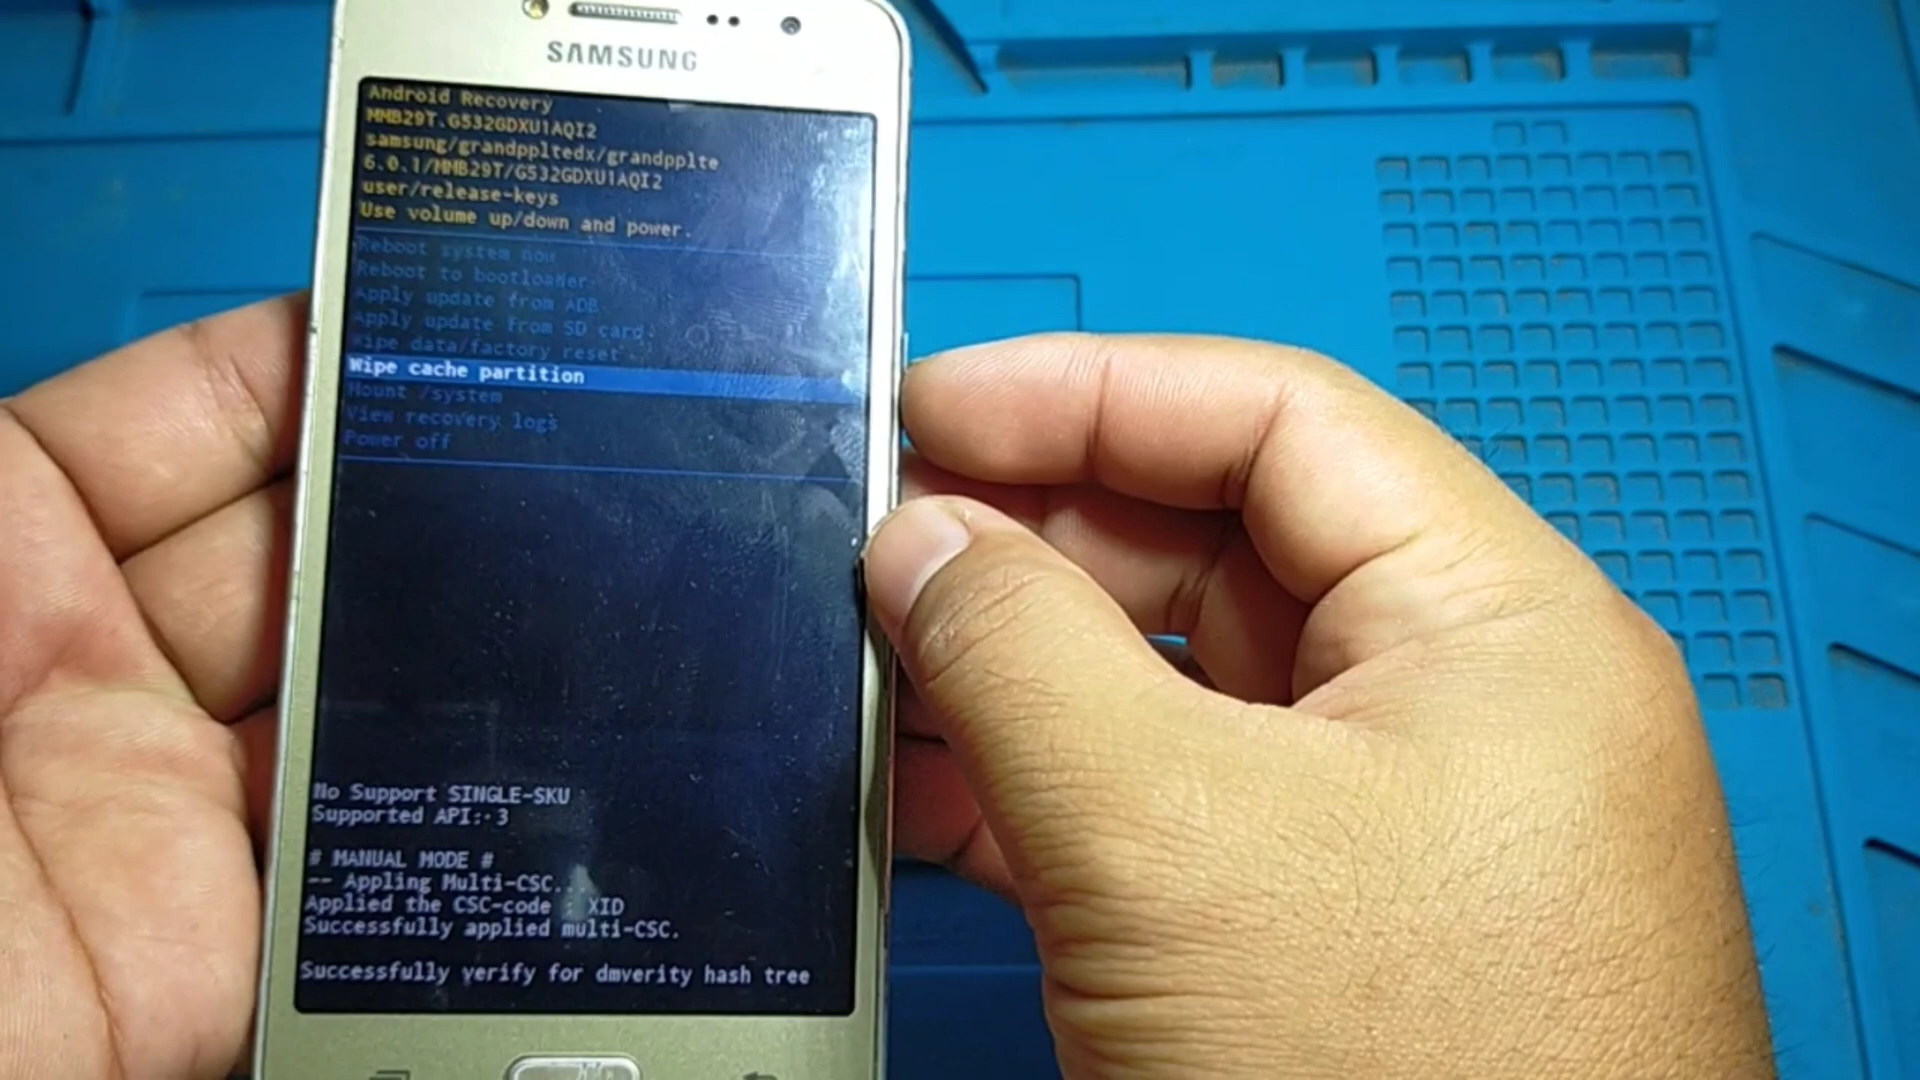 SAMSUNG
Android Recovery
MMB29T.G532GDXU1AQI2
samsung/grandppltedx/grandpplte
6.0.1/MMB29T/G532GDXU1AQI2
user/release-keys
Use volume up/down and power.
Reboot system now
Reboot to bootloader
Apply update from ADB
Apply update from SD card
Wipe data/factory reset
Wipe cache partition
Mount /system
View recovery logs
Power off
No Support SINGLE-SKU
Supported API: 3
# MANUAL MODE #
-- Appling Multi-CSC...
Applied the CSC-code : XID
Successfully applied multi-CSC.
Successfully verify for dmverity hash tree